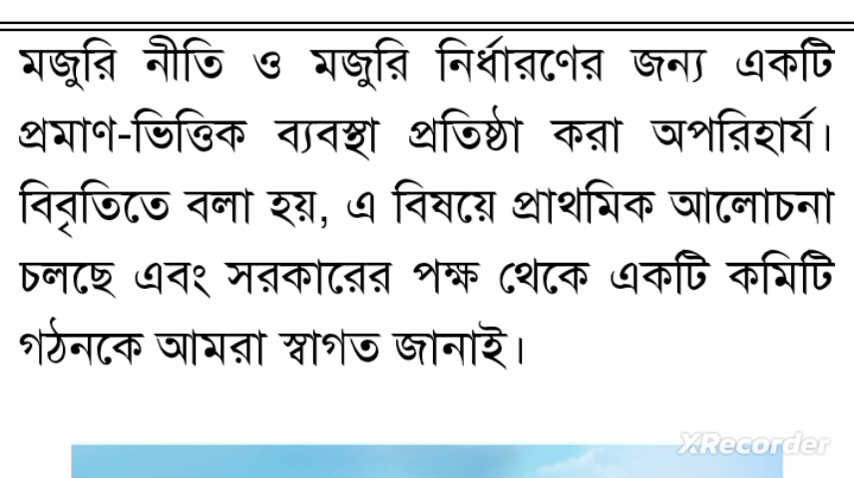 মজুরি নীতি ও মজুরি নির্ধারণের জন্য একটি
প্রমাণ-ভিত্তিক ব্যবস্থা প্রতিষ্ঠা করা অপরিহার্য।
বিবৃতিতে বলা হয়, এ বিষয়ে প্রাথমিক আলোচনা
চলছে এবং সরকারের পক্ষ থেকে একটি কমিটি
গঠনকে আমরা স্বাগত জানাই।
XRecorder